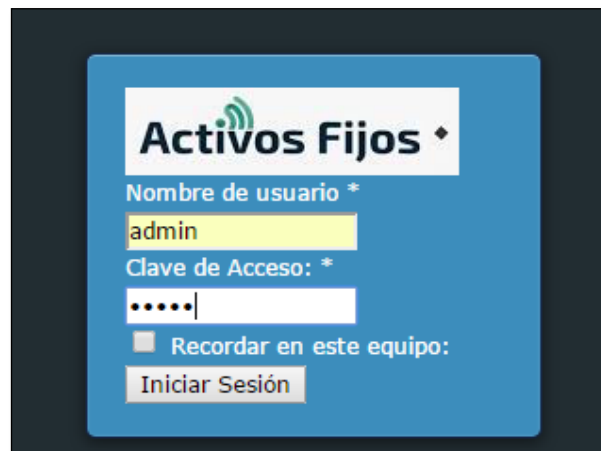 Activos Fijos
Nombre de usuario *
admin
Clave de Acceso: *
•••••
Recordar en este equipo:
Iniciar Sesión